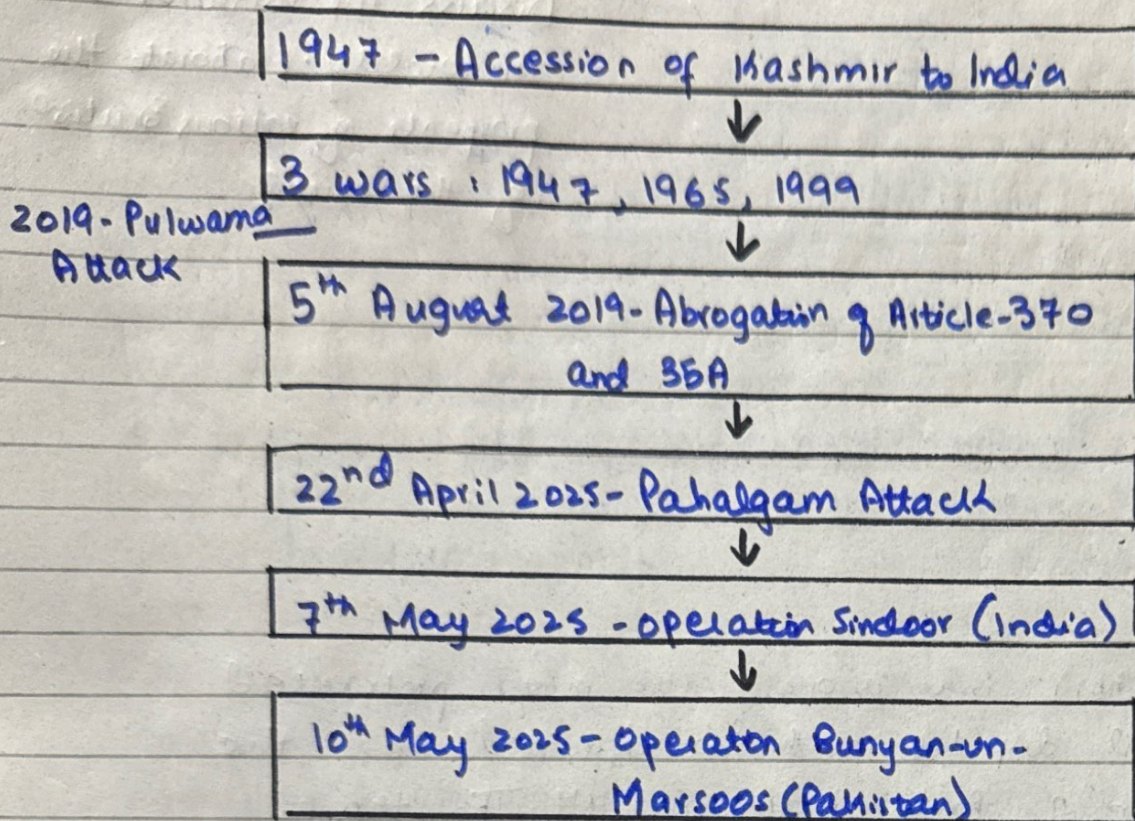 1947 - Accession of Kashmir to India
3 wars : 1947, 1965, 1999
2019 - Pulwama
Attack
5th August 2019 - Abrogation of Article - 370
and 35A
22nd April 2025 - Pahalgam Attack
7th May 2025 - operation Sindoor (India)
10th May 2025 - operaton Bunyan-un-
Marsoos (Pakistan)